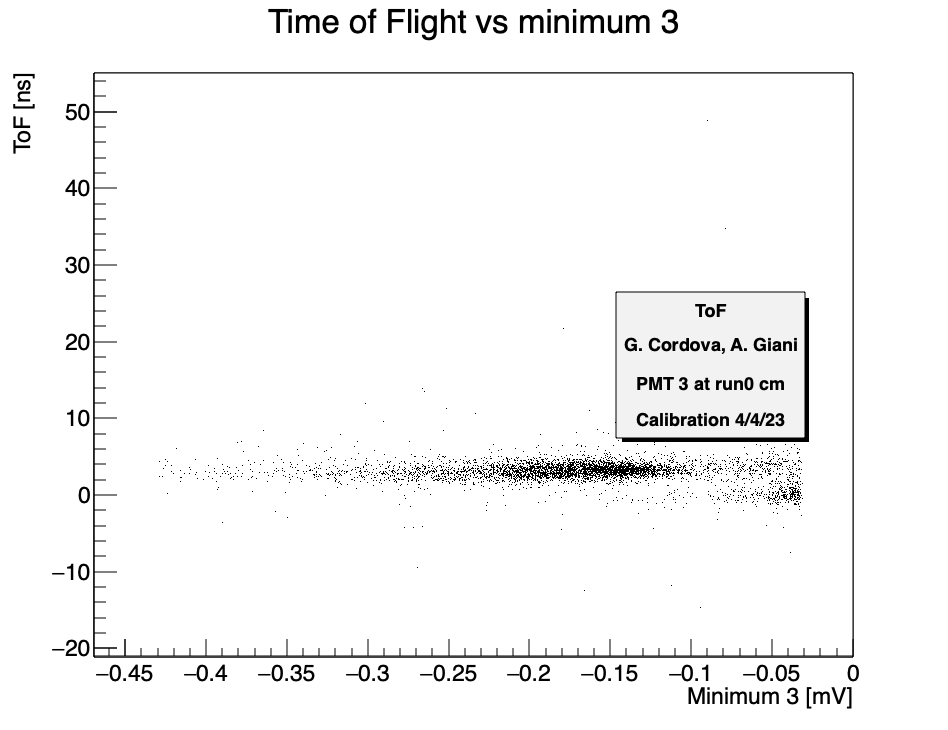 Time of Flight vs minimum 3
ToF [ns]
50
40
30
20
10
0
−10
−20
ToF
G. Cordova, A. Giani
PMT 3 at run0 cm
Calibration 4/4/23
−0.45 −0.4 −0.35 −0.3 −0.25 −0.2 −0.15 −0.1 −0.05 0
Minimum 3 [mV]